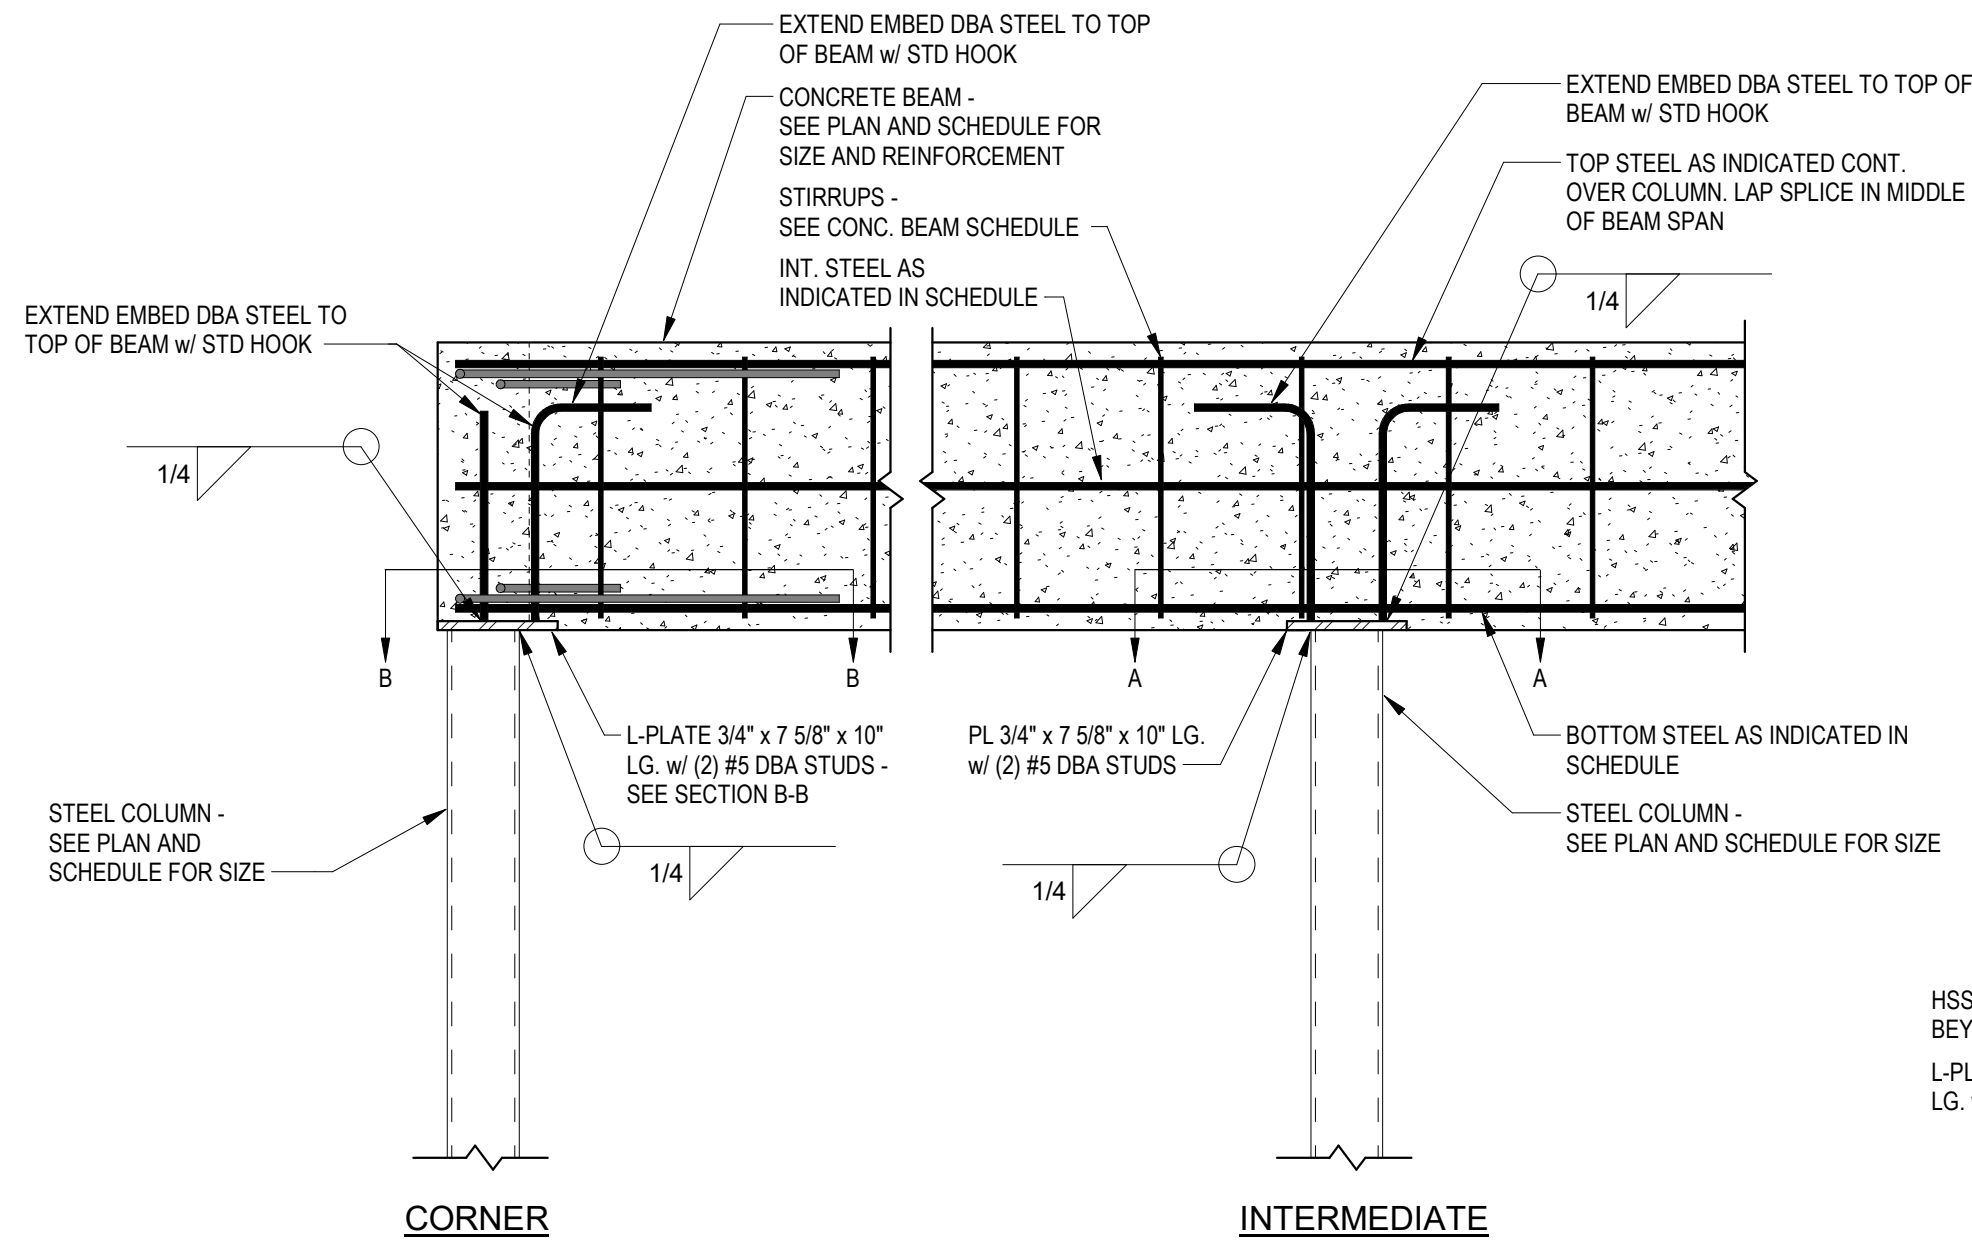 EXTEND EMBED DBA STEEL TO TOP
OF BEAM w/ STD HOOK
CONCRETE BEAM -
SEE PLAN AND SCHEDULE FOR
SIZE AND REINFORCEMENT
STIRRUPS -
SEE CONC. BEAM SCHEDULE
INT. STEEL AS
INDICATED IN SCHEDULE
EXTEND EMBED DBA STEEL TO TOP OF
BEAM w/ STD HOOK
TOP STEEL AS INDICATED CONT.
OVER COLUMN. LAP SPLICE IN MIDDLE
OF BEAM SPAN
1/4
EXTEND EMBED DBA STEEL TO
TOP OF BEAM w/ STD HOOK
1/4
B
B
A
A
L-PLATE 3/4" x 7 5/8" x 10"
LG. w/ (2) #5 DBA STUDS -
SEE SECTION B-B
PL 3/4" x 7 5/8" x 10" LG.
w/ (2) #5 DBA STUDS
BOTTOM STEEL AS INDICATED IN
SCHEDULE
STEEL COLUMN -
SEE PLAN AND
SCHEDULE FOR SIZE
STEEL COLUMN -
SEE PLAN AND SCHEDULE FOR SIZE
1/4
1/4
HSS
BEY
L-PL
LG.
CORNER
INTERMEDIATE